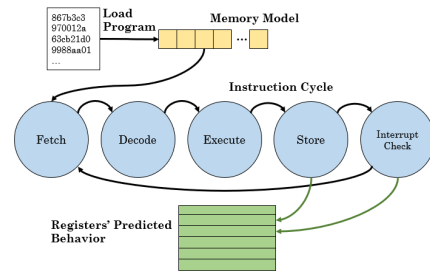 867b3c3
970012a
63cb21d0
9988aa01
...
Load
Program
Memory Model
...
Instruction Cycle
Fetch
Decode
Execute
Store
Interrupt
Check
Registers' Predicted
Behavior